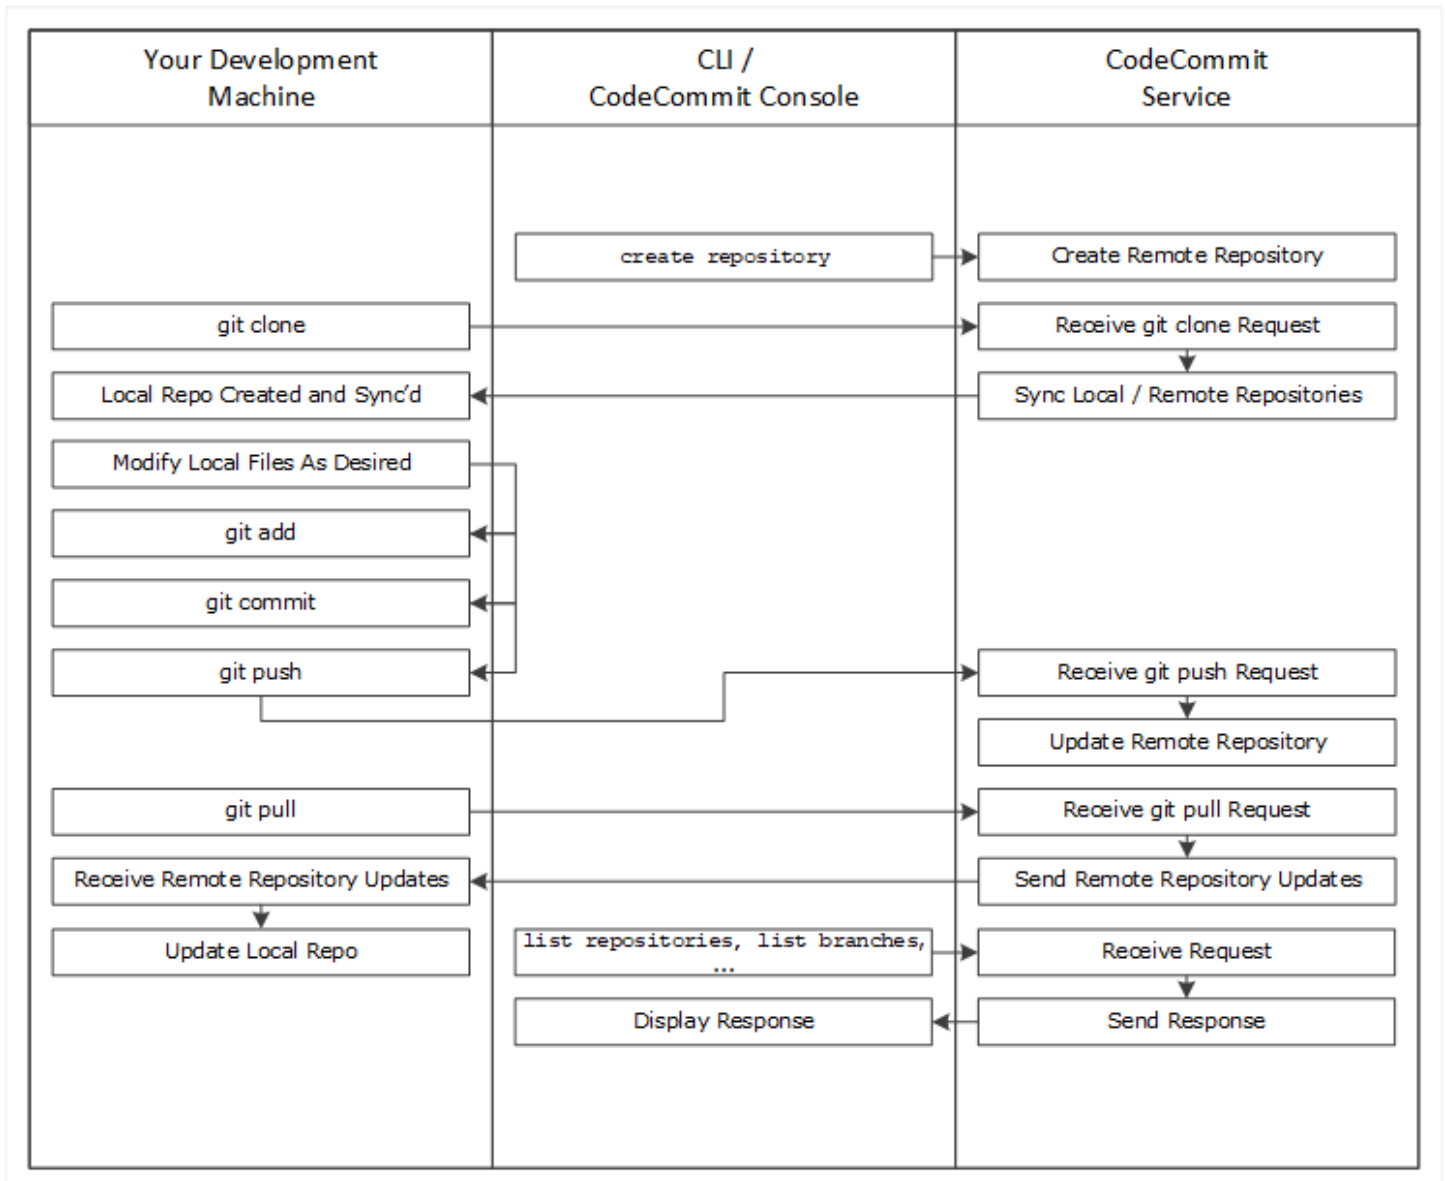 Your Development
Machine
CLI /
CodeCommit Console
CodeCommit
Service
create repository
Create Remote Repository
git clone
Receive git clone Request
Local Repo Created and Sync’d
Sync Local / Remote Repositories
Modify Local Files As Desired
git add
git commit
git push
Receive git push Request
Update Remote Repository
git pull
Receive git pull Request
Receive Remote Repository Updates
Send Remote Repository Updates
Update Local Repo
list repositories, list branches,
...
Receive Request
Display Response
Send Response